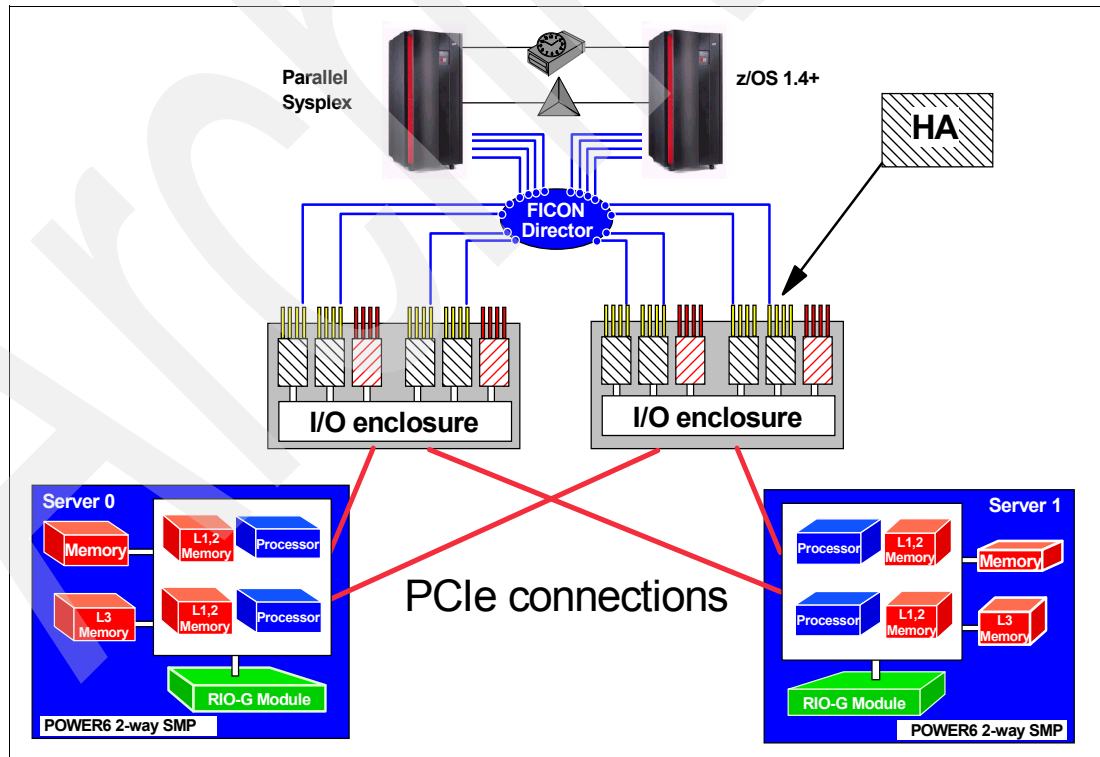 Parallel
Sysplex
z/OS 1.4+
HA
FICON
Director
I/O enclosure
I/O enclosure
Server 0
Memory
L1,2
Memory
Processor
L3
Memory
L1,2
Memory
Processor
RIO-G Module
POWER6 2-way SMP
PCIe connections
Server 1
Processor
L1,2
Memory
Memory
Processor
L1,2
Memory
L3
Memory
RIO-G Module
POWER6 2-way SMP